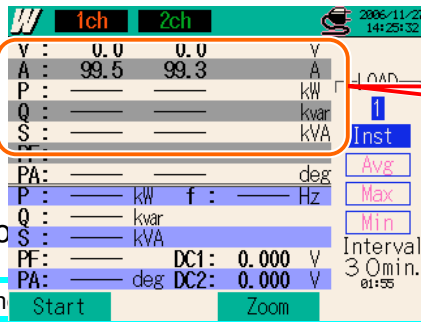 W 1ch 2ch 2006/11/27
14:25:32
V : 0.0 0.0 V
A : 99.5 99.3 A
P : ---- ---- kW LOAD
Q : ---- ---- kvar 1
S : ---- ---- kVA Inst
PF: ---- ---- Avg
PA: ---- ---- deg
P : ---- kW f : ---- Hz Max
Q : ---- kvar Min
S : ---- kVA Interval
PF: ---- DC1: 0.000 V 30min.
PA: ---- deg DC2: 0.000 V 01:55
Start Zoom